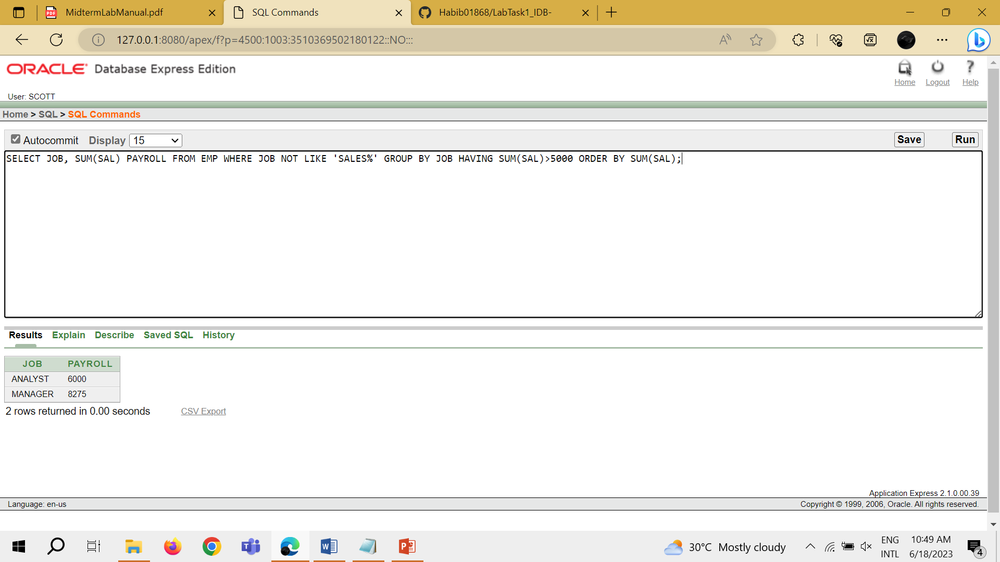 MidtermLabManual.pdf
SQL Commands
Habib01868/LabTask1_IDB-
127.0.0.1:8080/apex/f?p=4500:1003:3510369502180122::NO:::
ORACLE Database Express Edition
Home Logout Help
User: SCOTT
Home > SQL > SQL Commands
Autocommit Display 15 Save Run
SELECT JOB, SUM(SAL) PAYROLL FROM EMP WHERE JOB NOT LIKE 'SALES%' GROUP BY JOB HAVING SUM(SAL)>5000 ORDER BY SUM(SAL);
Results Explain Describe Saved SQL History
JOB PAYROLL
ANALYST 6000
MANAGER 8275
2 rows returned in 0.00 seconds CSV Export
Application Express 2.1.0.00.39
Language: en-us Copyright © 1999, 2006, Oracle. All rights reserved.
30°C Mostly cloudy
ENG
INTL
10:49 AM
6/18/2023
4